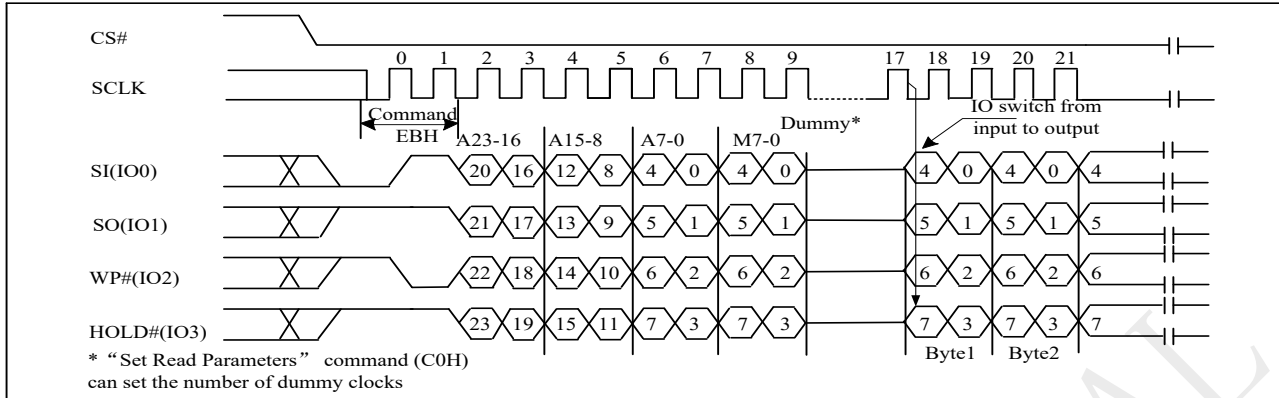 CS#
0 1 2 3 4 5 6 7 8 9 17 18 19 20 21
SCLK
Command
EBH
Dummy*
IO switch from
input to output
A23-16 A15-8 A7-0 M7-0
SI(IO0) 20 16 12 8 4 0 4 0 4 0 4 0 4
SO(IO1) 21 17 13 9 5 1 5 1 5 1 5 1 5
WP#(IO2) 22 18 14 10 6 2 6 2 6 2 6 2 6
HOLD#(IO3) 23 19 15 11 7 3 7 3 7 3 7 3 7
Byte1 Byte2
* “Set Read Parameters” command (C0H)
can set the number of dummy clocks